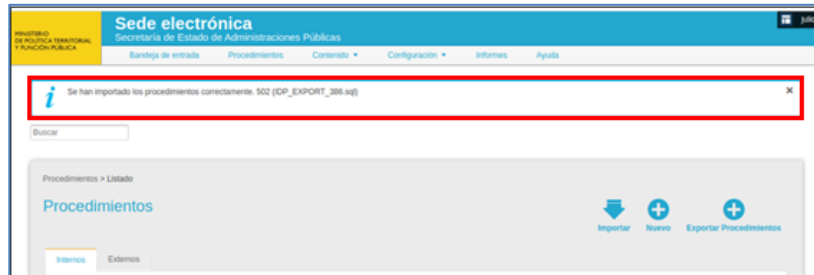 MINISTERIO
DE POLÍTICA TERRITORIAL
Y FUNCIÓN PÚBLICA
Sede electrónica
Secretaría de Estado de Administraciones Públicas
julio
Bandeja de entrada Procedimientos Contenido Configuración Informes Ayuda
i Se han importado los procedimientos correctamente. 502 (IDP_EXPORT_386.sql) ×
Buscar
Procedimientos > Listado
Procedimientos
Importar Nuevo Exportar Procedimientos
Internos Externos